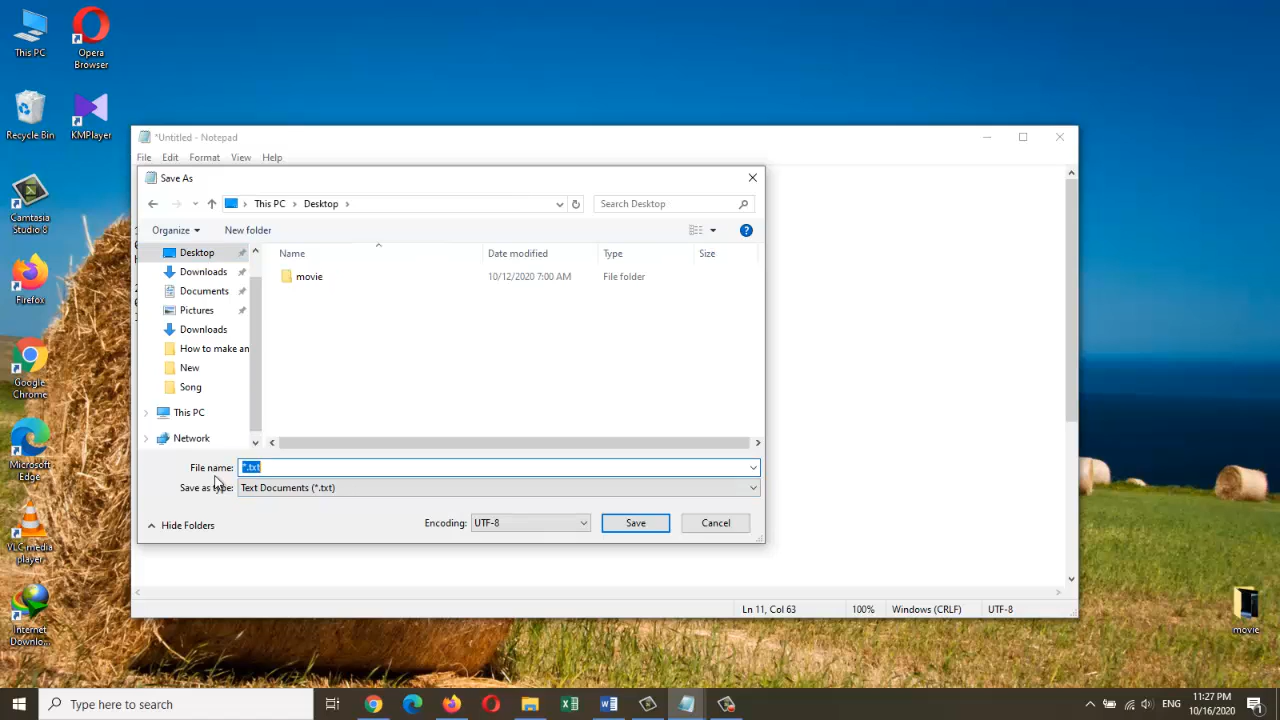 This PC
Opera
Browser
Recycle Bin
KMPlayer
Camtasia
Studio 8
Firefox
Google
Chrome
Microsoft
Edge
VLC media
player
Internet
Downlo...
movie
*Untitled - Notepad
File Edit Format View Help
Save As
This PC > Desktop >
Search Desktop
Organize
New folder
Name
Date modified
Type
Size
Desktop
Downloads
Documents
Pictures
Downloads
How to make an
New
Song
This PC
Network
movie
10/12/2020 7:00 AM
File folder
File name:
*.txt
Save as type:
Text Documents (*.txt)
Hide Folders
Encoding:
UTF-8
Save
Cancel
Ln 11, Col 63
100%
Windows (CRLF)
UTF-8
Type here to search
ENG
11:27 PM
10/16/2020
1